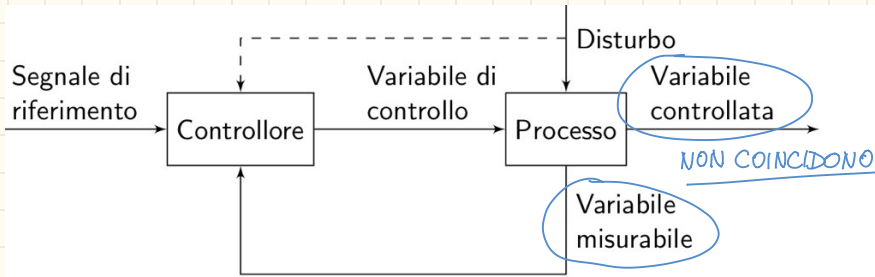 Disturbo
Segnale di
riferimento
Variabile di
controllo
Variabile
controllata
Controllore
Processo
NON COINCIDONO
Variabile
misurabile